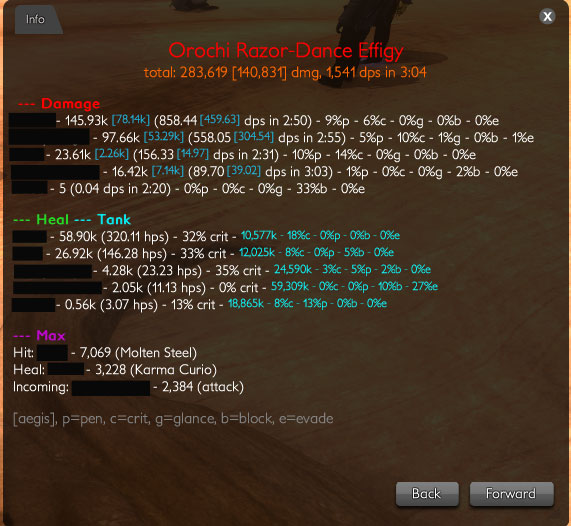 Info
X
Orochi Razor-Dance Effigy
total: 283,619 [140,831] dmg, 1,541 dps in 3:04
--- Damage
- 145.93k [78.14k] (858.44 [459.63] dps in 2:50) - 9%p - 6%c - 0%g - 0%b - 0%e
- 97.66k [53.29k] (558.05 [304.54] dps in 2:55) - 5%p - 10%c - 1%g - 0%b - 1%e
- 23.61k [2.26k] (156.33 [14.97] dps in 2:31) - 10%p - 14%c - 0%g - 0%b - 0%e
- 16.42k [7.14k] (89.70 [39.02] dps in 3:03) - 1%p - 0%c - 0%g - 2%b - 0%e
- 5 (0.04 dps in 2:20) - 0%p - 0%c - 0%g - 33%b - 0%e
--- Heal --- Tank
- 58.90k (320.11 hps) - 32% crit - 10,577k - 18%c - 0%p - 0%b - 0%e
- 26.92k (146.28 hps) - 33% crit - 12,025k - 8%c - 0%p - 5%b - 0%e
- 4.28k (23.23 hps) - 35% crit - 24,590k - 3%c - 5%p - 2%b - 0%e
- 2.05k (11.13 hps) - 0% crit - 59,309k - 0%c - 0%p - 10%b - 27%e
- 0.56k (3.07 hps) - 13% crit - 18,865k - 8%c - 13%p - 0%b - 0%e
--- Max
Hit: - 7,069 (Molten Steel)
Heal: - 3,228 (Karma Curio)
Incoming: - 2,384 (attack)
[aegis], p=pen, c=crit, g=glance, b=block, e=evade
Back
Forward